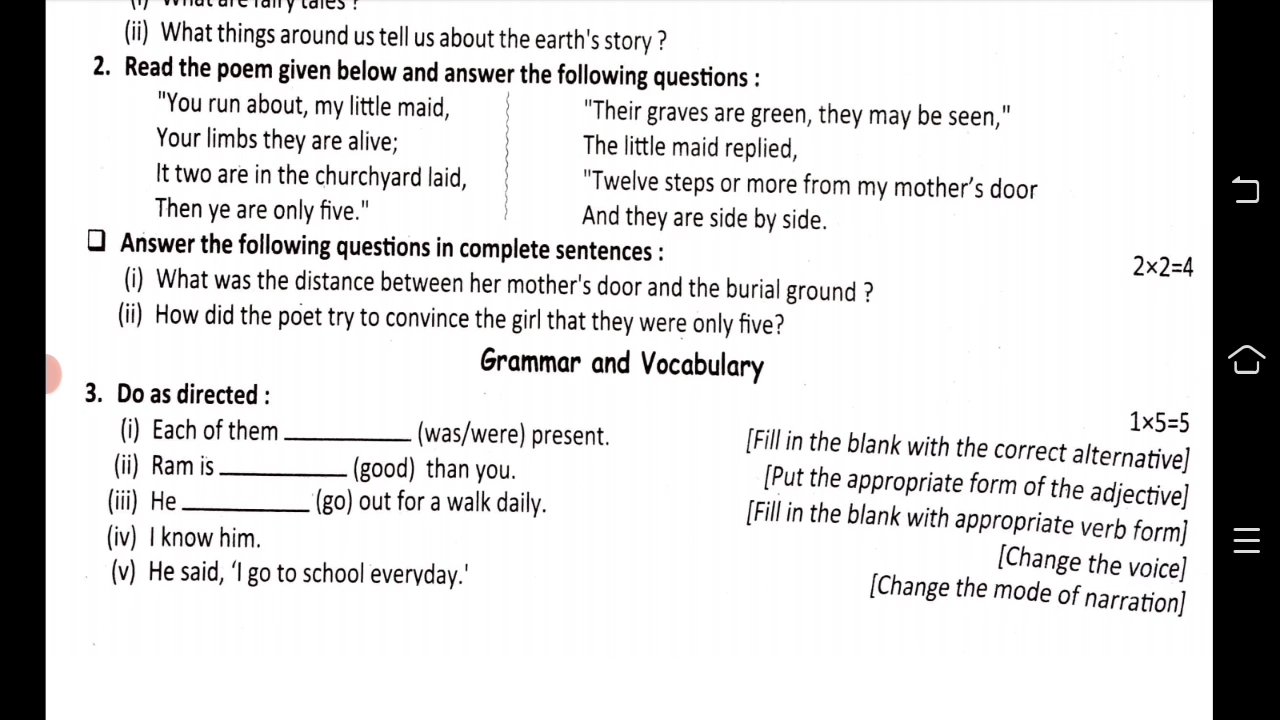 (i) What are fairy tales ?
(ii) What things around us tell us about the earth's story ?
2. Read the poem given below and answer the following questions :
"You run about, my little maid,
Your limbs they are alive;
It two are in the churchyard laid,
Then ye are only five."
"Their graves are green, they may be seen,"
The little maid replied,
"Twelve steps or more from my mother's door
And they are side by side.
❑ Answer the following questions in complete sentences : 2×2=4
(i) What was the distance between her mother's door and the burial ground ?
(ii) How did the poet try to convince the girl that they were only five?
Grammar and Vocabulary
3. Do as directed : 1×5=5
(i) Each of them __________ (was/were) present. [Fill in the blank with the correct alternative]
(ii) Ram is __________ (good) than you. [Put the appropriate form of the adjective]
(iii) He __________ (go) out for a walk daily. [Fill in the blank with appropriate verb form]
(iv) I know him. [Change the voice]
(v) He said, 'I go to school everyday.' [Change the mode of narration]